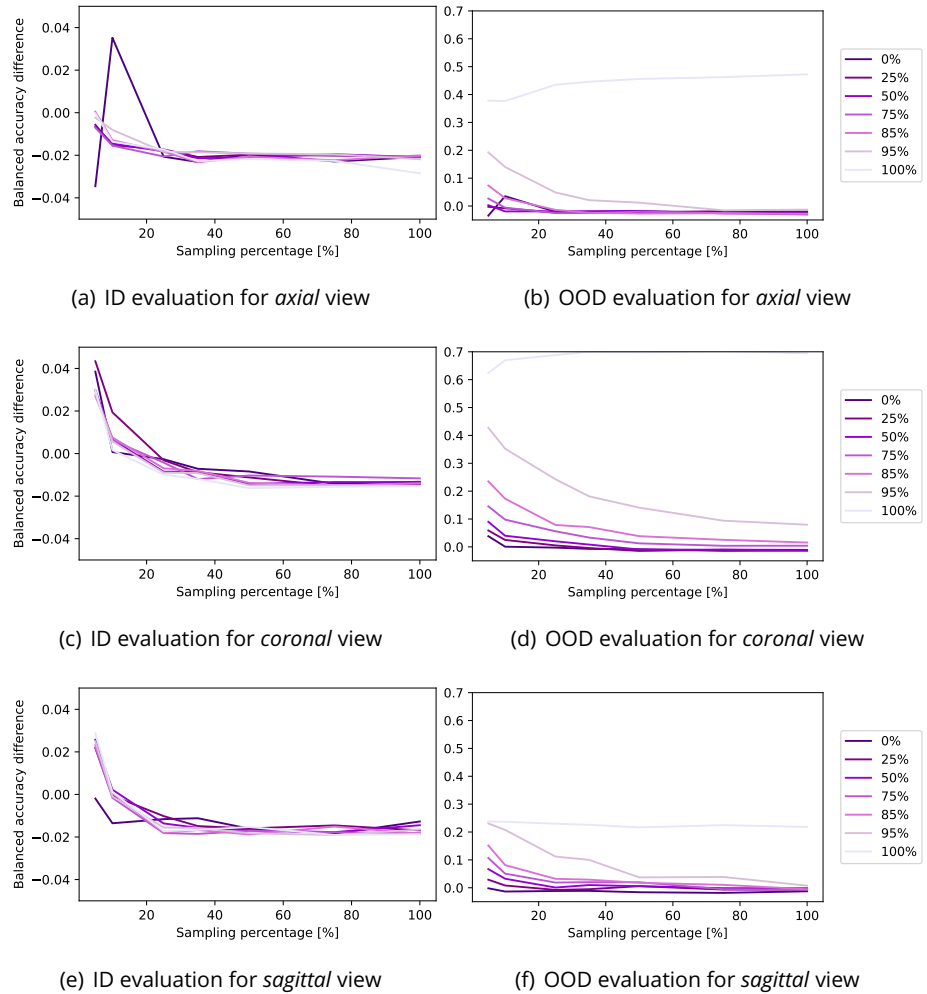 0.04
0.02
0.00
−0.02
−0.04
Balanced accuracy difference
20 40 60 80 100
Sampling percentage [%]
0.7
0.6
0.5
0.4
0.3
0.2
0.1
0.0
20 40 60 80 100
Sampling percentage [%]
0%
25%
50%
75%
85%
95%
100%
(a) ID evaluation for axial view
(b) OOD evaluation for axial view
0.04
0.02
0.00
−0.02
−0.04
Balanced accuracy difference
20 40 60 80 100
Sampling percentage [%]
0.7
0.6
0.5
0.4
0.3
0.2
0.1
0.0
20 40 60 80 100
Sampling percentage [%]
0%
25%
50%
75%
85%
95%
100%
(c) ID evaluation for coronal view
(d) OOD evaluation for coronal view
0.04
0.02
0.00
−0.02
−0.04
Balanced accuracy difference
20 40 60 80 100
Sampling percentage [%]
0.7
0.6
0.5
0.4
0.3
0.2
0.1
0.0
20 40 60 80 100
Sampling percentage [%]
0%
25%
50%
75%
85%
95%
100%
(e) ID evaluation for sagittal view
(f) OOD evaluation for sagittal view